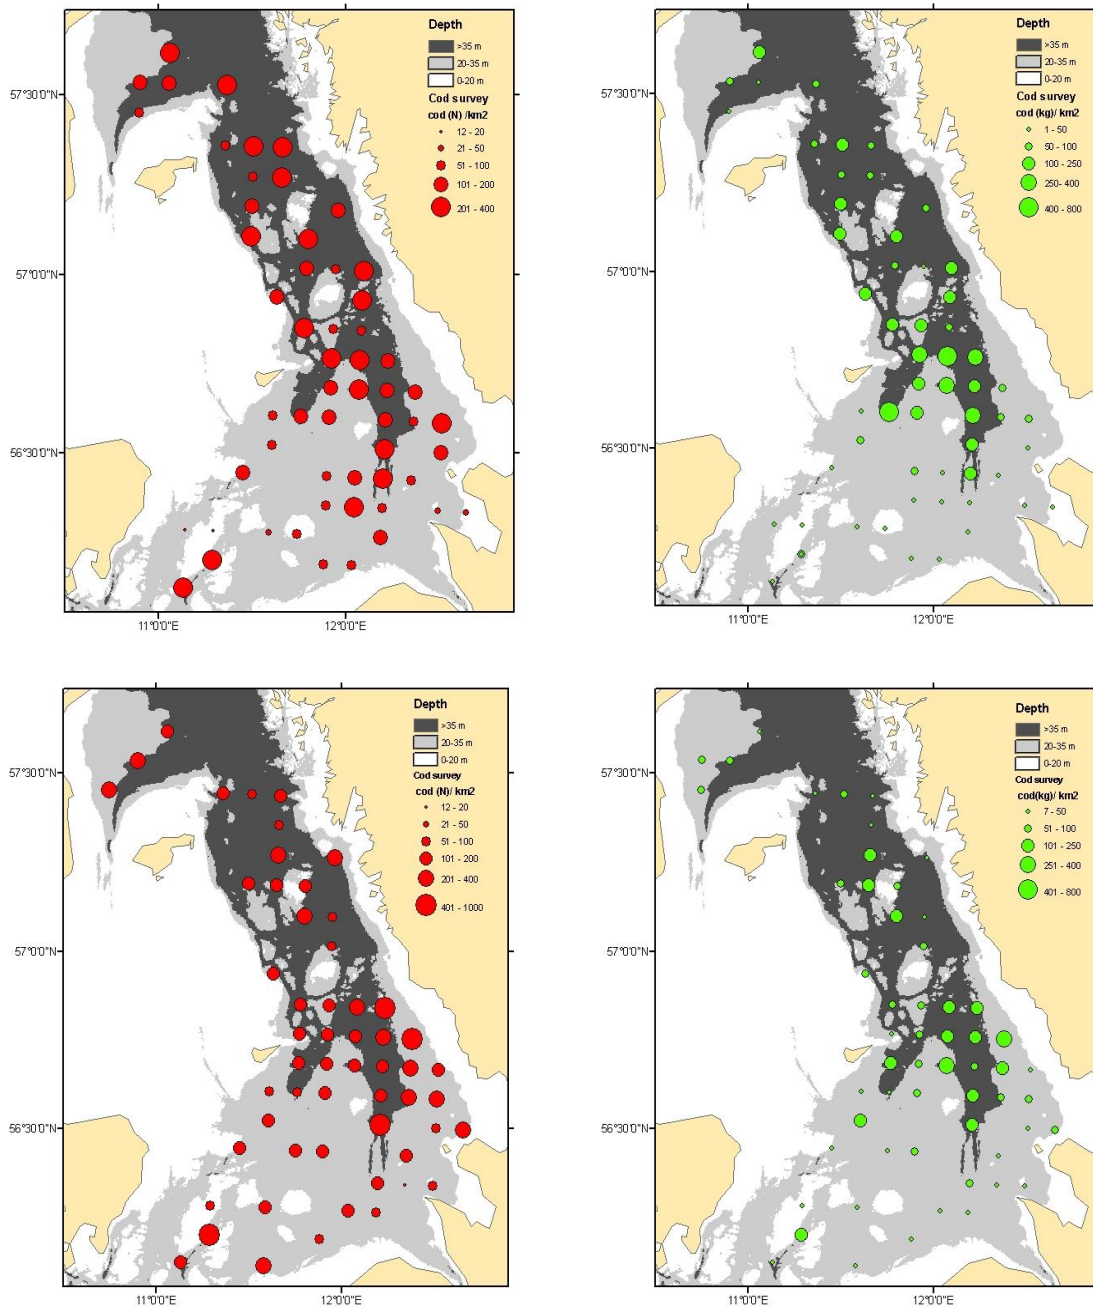 Depth
>35 m
20-35 m
0-20 m
Cod survey
cod (N) /km2
12 - 20
21 - 50
51 - 100
101 - 200
201 - 400
57°30'0"N
57°0'0"N
56°30'0"N
11°0'0"E
12°0'0"E
Depth
>35 m
20-35 m
0-20 m
Cod survey
cod (kg)/ km2
1 - 50
50 - 100
100 - 250
250- 400
400 - 800
57°30'0"N
57°0'0"N
56°30'0"N
11°0'0"E
12°0'0"E
Depth
>35 m
20-35 m
0-20 m
Cod survey
cod (N)/ km2
12 - 20
21 - 50
51 - 100
101 - 200
201 - 400
401 - 1000
57°30'0"N
57°0'0"N
56°30'0"N
11°0'0"E
12°0'0"E
Depth
>35 m
20-35 m
0-20 m
Cod survey
cod(kg)/ km2
7 - 50
51 - 100
101 - 250
251 - 400
401 - 800
57°30'0"N
57°0'0"N
56°30'0"N
11°0'0"E
12°0'0"E